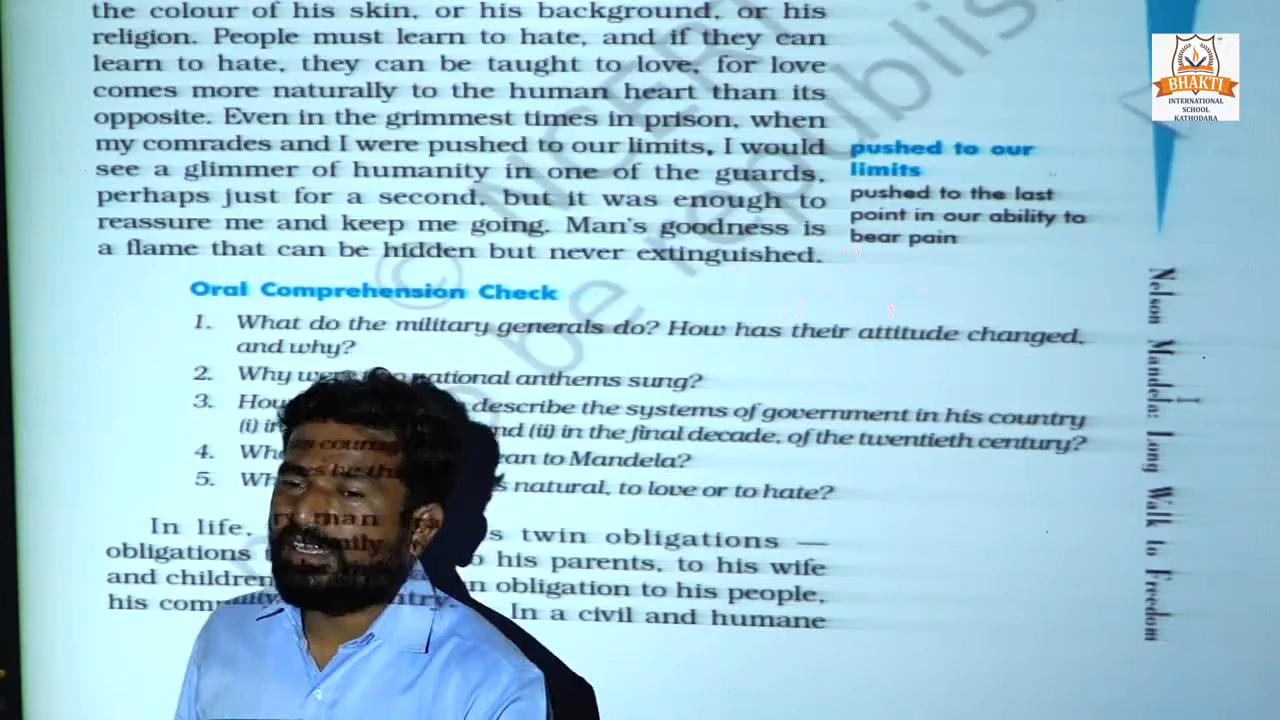 the colour of his skin, or his background, or his
religion. People must learn to hate, and if they can
learn to hate, they can be taught to love, for love
comes more naturally to the human heart than its
opposite. Even in the grimmest times in prison, when
my comrades and I were pushed to our limits, I would
see a glimmer of humanity in one of the guards,
perhaps just for a second, but it was enough to
reassure me and keep me going. Man's goodness is
a flame that can be hidden but never extinguished.
pushed to our
limits
pushed to the last
point in our ability to
bear pain
Oral Comprehension Check
1. What do the military generals do? How has their attitude changed,
and why?
2. Why were national anthems sung?
3. describe the systems of government in his country
(i) and (ii) in the final decade, of the twentieth century?
4. to Mandela?
5. natural, to love or to hate?
In life, man twin obligations —
obligations his parents, to his wife
and children obligation to his people,
his In a civil and humane
Nelson Mandela: Long Walk to Freedom
© NCERT
be republis
BHAKTI
INTERNATIONAL
SCHOOL
KATHODARA